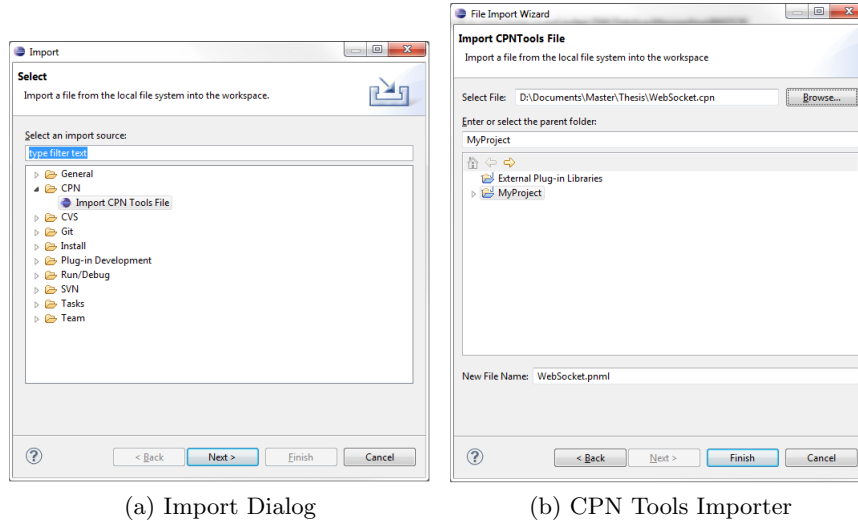 Import
Select
Import a file from the local file system into the workspace.
Select an import source:
type filter text
General
CPN
Import CPN Tools File
CVS
Git
Install
Plug-in Development
Run/Debug
SVN
Tasks
Team
?
< Back
Next >
Finish
Cancel
(a) Import Dialog
File Import Wizard
Import CPNTools File
Import a file from the local file system into the workspace
Select File: D:\Documents\Master\Thesis\WebSocket.cpn Browse...
Enter or select the parent folder:
MyProject
External Plug-in Libraries
MyProject
New File Name: WebSocket.pnml
?
< Back
Next >
Finish
Cancel
(b) CPN Tools Importer